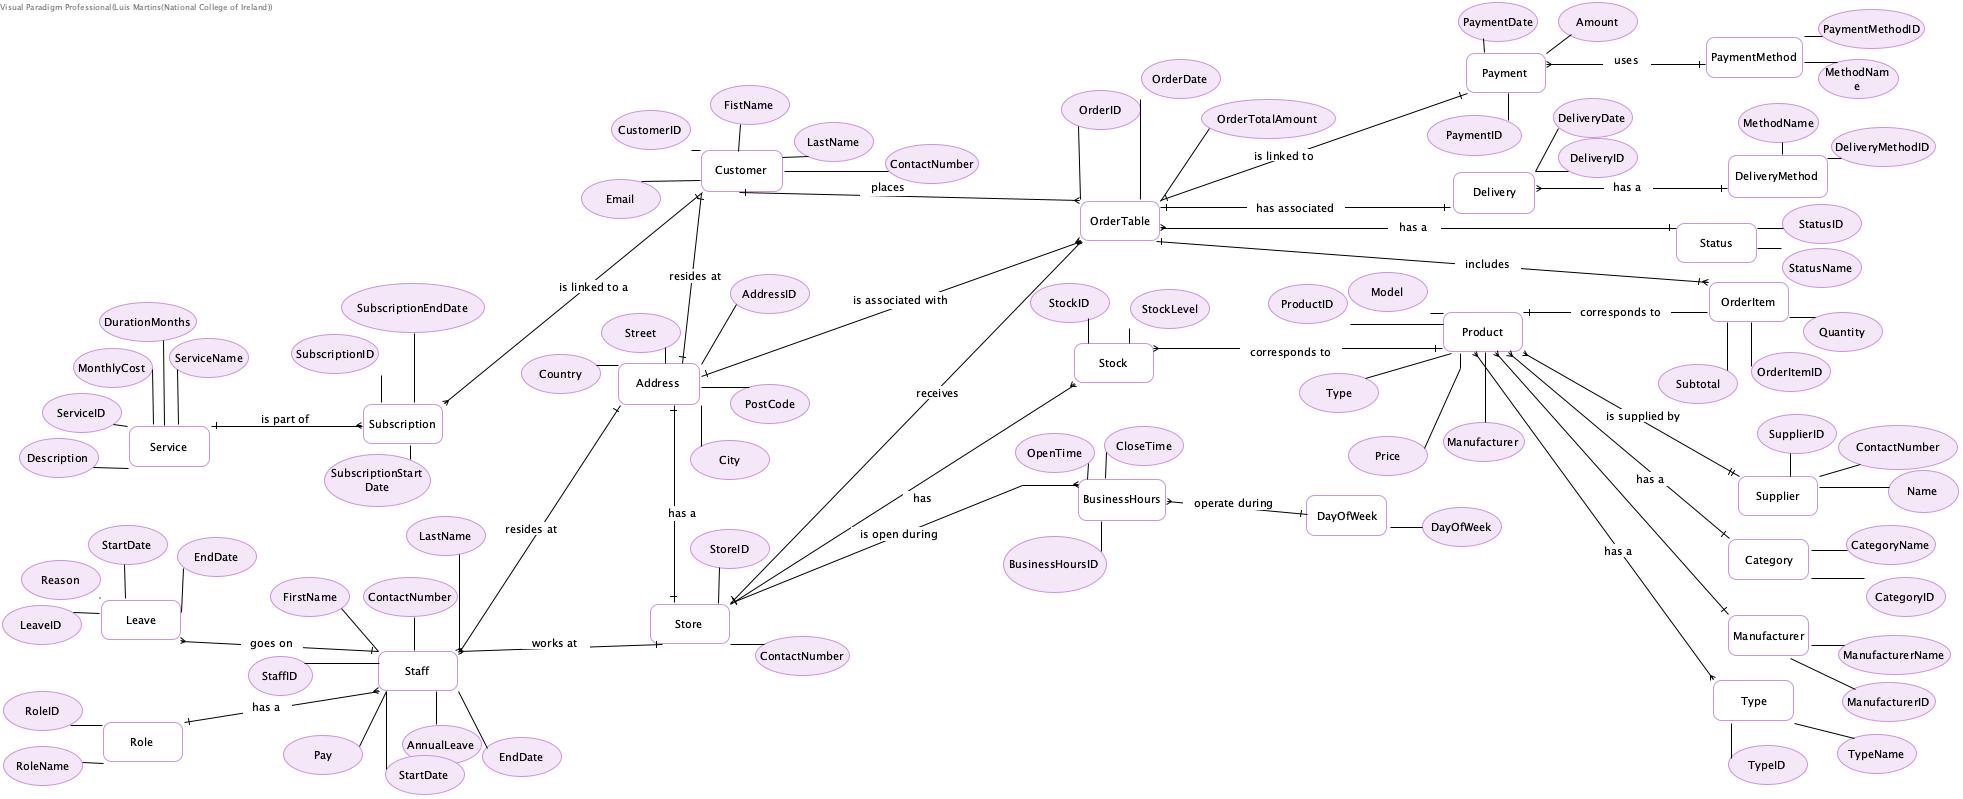 Visual Paradigm Professional(Luis Martins(National College of Ireland))
PaymentDate
Amount
PaymentMethodID
PaymentMethod
uses
Payment
MethodNam
e
OrderDate
FistName
OrderID
OrderTotalAmount
PaymentID
DeliveryDate
MethodName
CustomerID
LastName
DeliveryMethodID
is linked to
DeliveryID
ContactNumber
Customer
DeliveryMethod
has a
Delivery
places
Email
has associated
OrderTable
StatusID
has a
Status
includes
StatusName
resides at
is linked to a
AddressID
is associated with
Model
ProductID
StockID
StockLevel
OrderItem
SubscriptionEndDate
corresponds to
DurationMonths
Street
Product
Quantity
SubscriptionID
ServiceName
corresponds to
Stock
MonthlyCost
Country
Address
OrderItemID
Subtotal
receives
Type
PostCode
ServiceID
is part of
Subscription
is supplied by
SupplierID
Manufacturer
Service
CloseTime
ContactNumber
OpenTime
Price
Description
City
SubscriptionStart
Date
has a
Name
Supplier
has
BusinessHours
operate during
has a
DayOfWeek
DayOfWeek
resides at
is open during
LastName
StartDate
StoreID
CategoryName
has a
EndDate
Category
BusinessHoursID
Reason
FirstName
ContactNumber
CategoryID
Leave
LeaveID
Store
Manufacturer
goes on
works at
ManufacturerName
ContactNumber
Staff
StaffID
Type
ManufacturerID
has a
RoleID
Role
AnnualLeave
Pay
EndDate
TypeName
RoleName
StartDate
TypeID